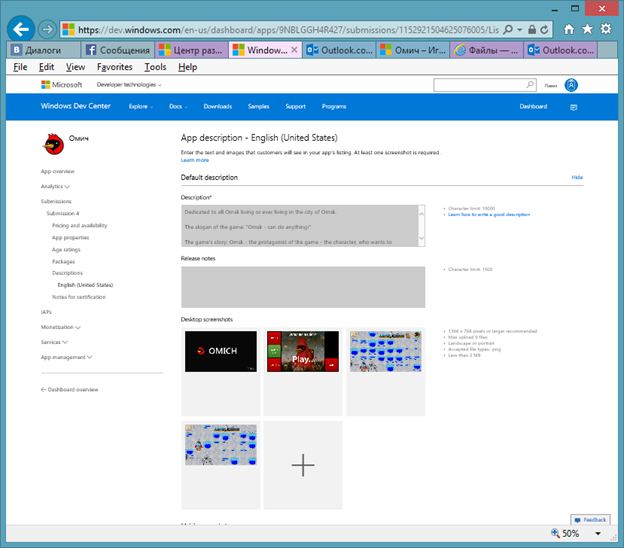 https://dev.windows.com/en-us/dashboard/apps/9NBLGGH4R427/submissions/1152921504625076005/Lis
Диалоги
Сообщения
Центр раз...
Window...
Outlook.co...
Омич – Иг...
Файлы — ...
Outlook.co...
File Edit View Favorites Tools Help
Microsoft Developer technologies
Windows Dev Center Explore Docs Downloads Samples Support Programs Dashboard
Омич
App overview
Analytics
Submissions
Submission 4
Pricing and availability
App properties
Age ratings
Packages
Descriptions
English (United States)
Notes for certification
IAPs
Monetization
Services
App management
Dashboard overview
App description - English (United States)
Enter the text and images that customers will see in your app's listing. At least one screenshot is required.
Learn more
Default description Hide
Description*
Dedicated to all Omsk living or ever living in the city of Omsk
The slogan of the game: "Omsk - can do anything!"
The game's story: Omsk - the protagonist of the game - the character, who wants to
Character limit: 10000
Learn how to write a good description
Release notes
Character limit: 1500
Desktop screenshots
OMICH
Play...
1366 x 768 pixels or larger recommended
Max upload 9 files
Landscape or portrait
Accepted file types: .png
Less than 2 MB
Feedback
50%